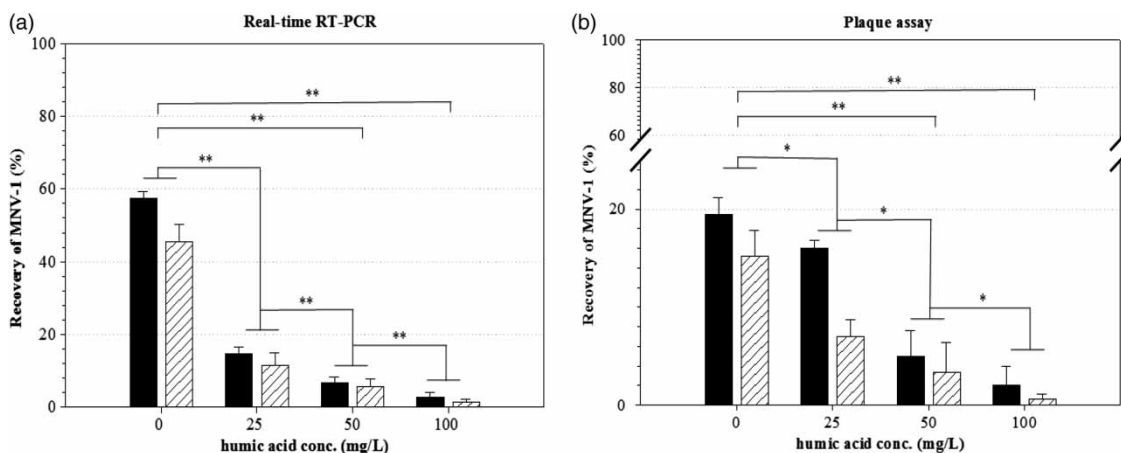 (a)
Real-time RT-PCR
Recovery of MNV-1 (%)
100
80
60
40
20
0
**
**
**
**
**
0 25 50 100
humic acid conc. (mg/L)
(b)
Plaque assay
Recovery of MNV-1 (%)
100
80
60
20
0
**
**
*
*
*
0 25 50 100
humic acid conc. (mg/L)